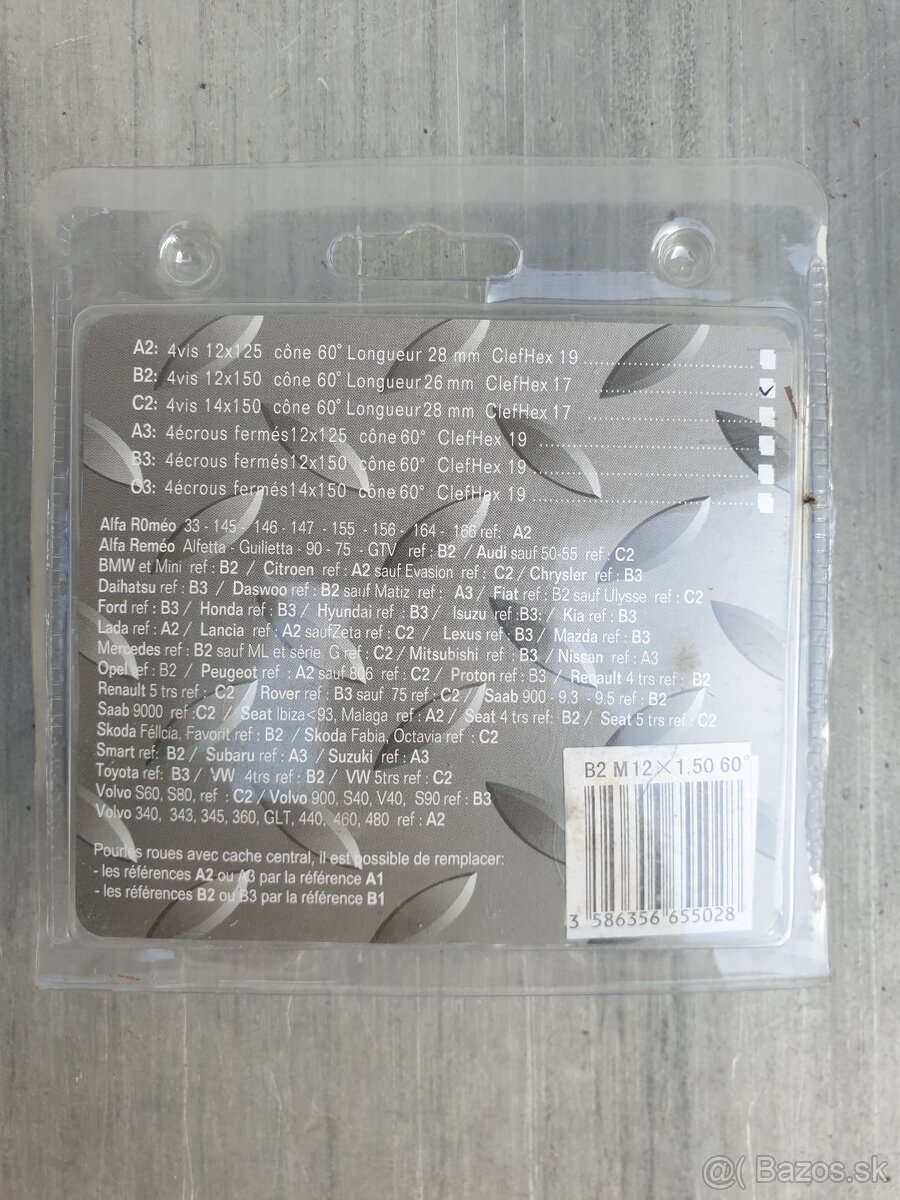 A2: 4vis 12x125 cône 60° Longueur 28 mm ClefHex 19
B2: 4vis 12x150 cône 60° Longueur 26 mm ClefHex 17
C2: 4vis 14x150 cône 60° Longueur 28 mm ClefHex 17
A3: 4écrous fermés12x125 cône 60° ClefHex 19
B3: 4écrous fermés12x150 cône 60° ClefHex 19
C3: 4écrous fermés14x150 cône 60° ClefHex 19
Alfa R0méo 33 - 145 - 146 - 147 - 155 - 156 - 164 - 166 ref: A2
Alfa Reméo Alfetta - Guilietta - 90 - 75 - GTV ref : B2 / Audi sauf 50-55 ref : C2
BMW et Mini ref : B2 / Citroen ref : A2 sauf Evasion ref : C2 / Chrysler ref : B3
Daihatsu ref : B3 / Daswoo ref : B2 sauf Matiz ref : A3 / Fiat ref : B2 sauf Ulysse ref : C2
Ford ref : B3 / Honda ref : B3 / Hyundai ref : B3 / Isuzu ref : B3: / Kia ref : B3
Lada ref : A2 / Lancia ref : A2 saufZeta ref : C2 / Lexus ref : B3 / Mazda ref : B3
Mercedes ref : B2 sauf ML et série G ref : C2 / Mitsubishi ref : B3 / Nissan ref : A3
Opel ref : B2 / Peugeot ref : A2 sauf 806 ref : C2 / Proton ref : B3 / Renault 4 trs ref : B2
Renault 5 trs ref : C2 / Rover ref : B3 sauf 75 ref : C2 / Saab 900 - 9.3 - 9.5 ref : B2
Saab 9000 ref : C2 / Seat Ibiza<93, Malaga ref : A2 / Seat 4 trs ref: B2 / Seat 5 trs ref : C2
Skoda Féllcia, Favorit ref : B2 / Skoda Fabia, Octavia ref : C2
Smart ref: B2 / Subaru ref : A3 / Suzuki ref : A3
Toyota ref: B3 / VW 4trs ref : B2 / VW 5trs ref : C2
Volvo S60, S80, ref : C2 / Volvo 900, S40, V40, S90 ref : B3
Volvo 340, 343, 345, 360, GLT, 440, 460, 480 ref : A2
Pour les roues avec cache central, il est possible de remplacer:
- les références A2 ou A3 par la référence A1
- les références B2 ou B3 par la référence B1
B2 M12×1.50 60°
3 586356 655028
@( Bazos.sk